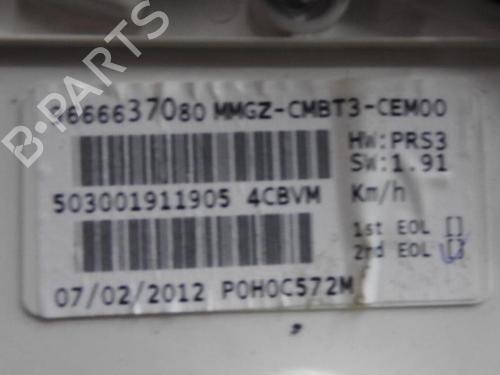 9666637080 MMGZ-CMBT3-CEM00
HW:PRS3
SW:1.91
503001911905 4CBVM Km/h
1st EOL []
2nd EOL []
07/02/2012 P0H0C572M
B-PARTS